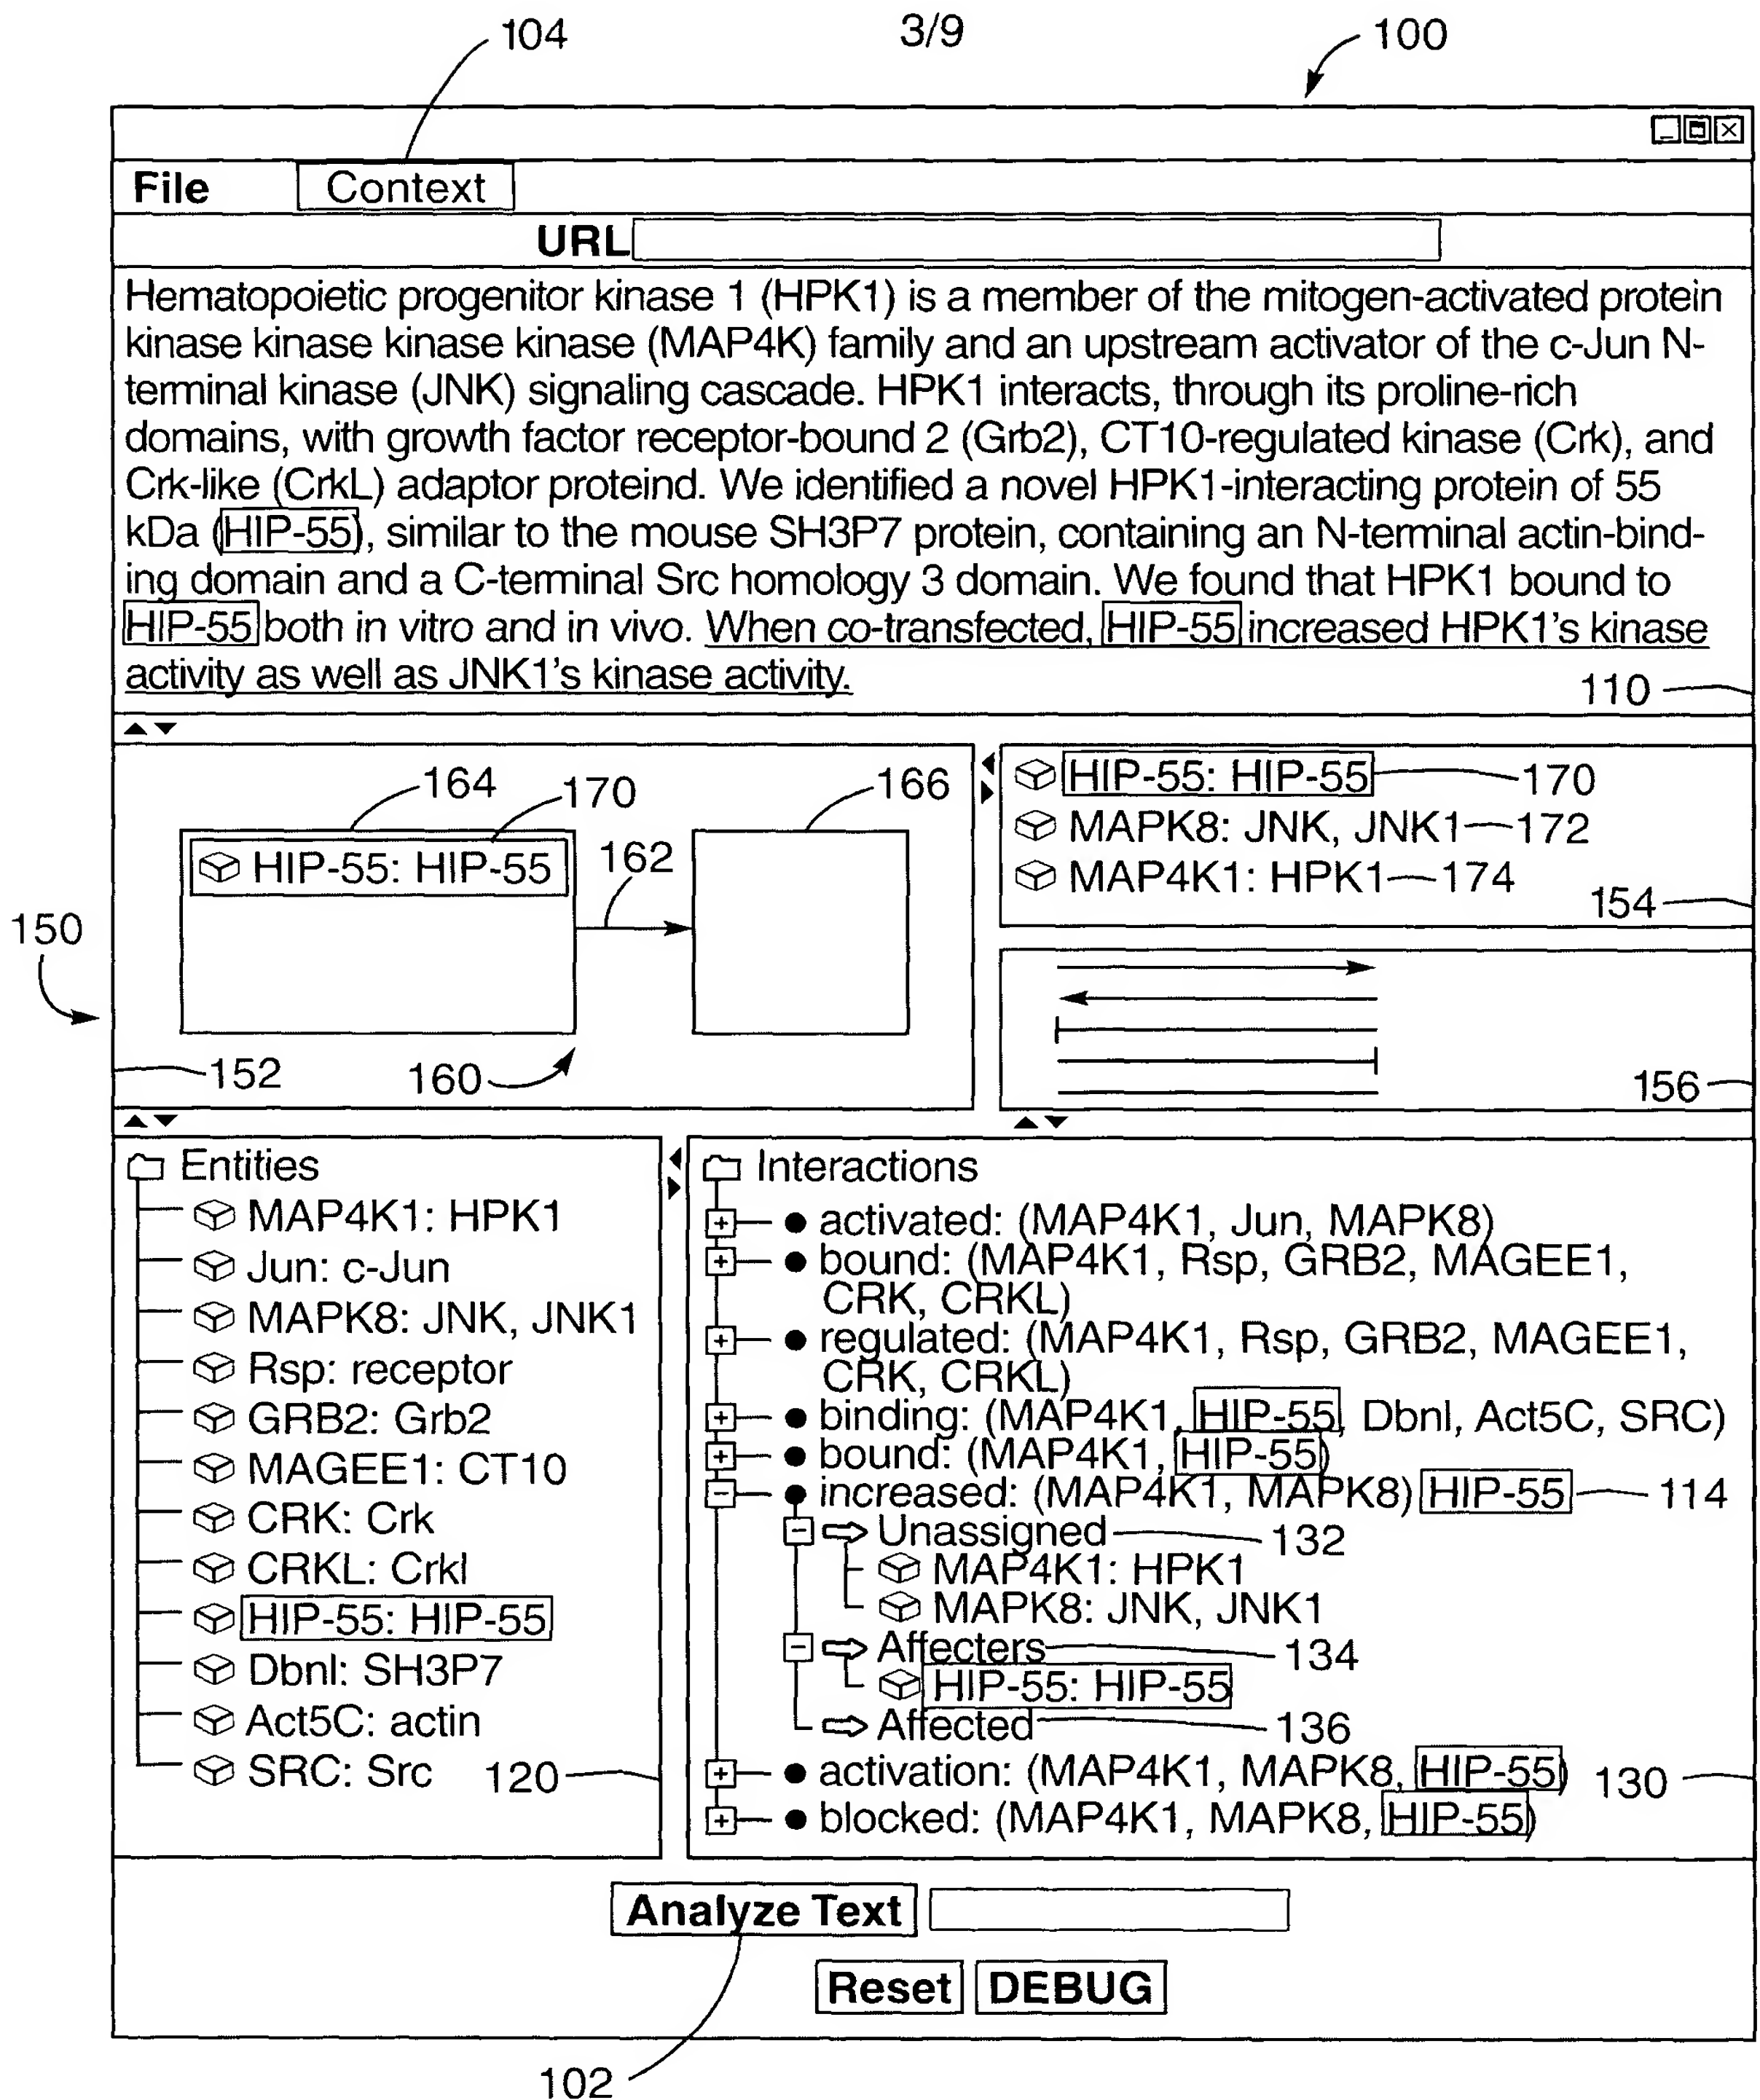 3/9
104
100
File
Context
URL
Hematopoietic progenitor kinase 1 (HPK1) is a member of the mitogen-activated protein
kinase kinase kinase kinase (MAP4K) family and an upstream activator of the c-Jun N-
terminal kinase (JNK) signaling cascade. HPK1 interacts, through its proline-rich
domains, with growth factor receptor-bound 2 (Grb2), CT10-regulated kinase (Crk), and
Crk-like (CrkL) adaptor proteind. We identified a novel HPK1-interacting protein of 55
kDa (HIP-55), similar to the mouse SH3P7 protein, containing an N-terminal actin-bind-
ing domain and a C-terminal Src homology 3 domain. We found that HPK1 bound to
HIP-55 both in vitro and in vivo. When co-transfected, HIP-55 increased HPK1's kinase
activity as well as JNK1's kinase activity.
110
164
170
166
HIP-55: HIP-55
162
150
152
160
HIP-55: HIP-55 170
MAPK8: JNK, JNK1 172
MAP4K1: HPK1 174
154
156
Entities
MAP4K1: HPK1
Jun: c-Jun
MAPK8: JNK, JNK1
Rsp: receptor
GRB2: Grb2
MAGEE1: CT10
CRK: Crk
CRKL: Crkl
HIP-55: HIP-55
Dbnl: SH3P7
Act5C: actin
SRC: Src
120
Interactions
activated: (MAP4K1, Jun, MAPK8)
bound: (MAP4K1, Rsp, GRB2, MAGEE1,
CRK, CRKL)
regulated: (MAP4K1, Rsp, GRB2, MAGEE1,
CRK, CRKL)
binding: (MAP4K1, HIP-55, Dbnl, Act5C, SRC)
bound: (MAP4K1, HIP-55)
increased: (MAP4K1, MAPK8) HIP-55 114
Unassigned 132
MAP4K1: HPK1
MAPK8: JNK, JNK1
Affecters 134
HIP-55: HIP-55
Affected 136
activation: (MAP4K1, MAPK8, HIP-55)
130
blocked: (MAP4K1, MAPK8, HIP-55)
Analyze Text
Reset
DEBUG
102